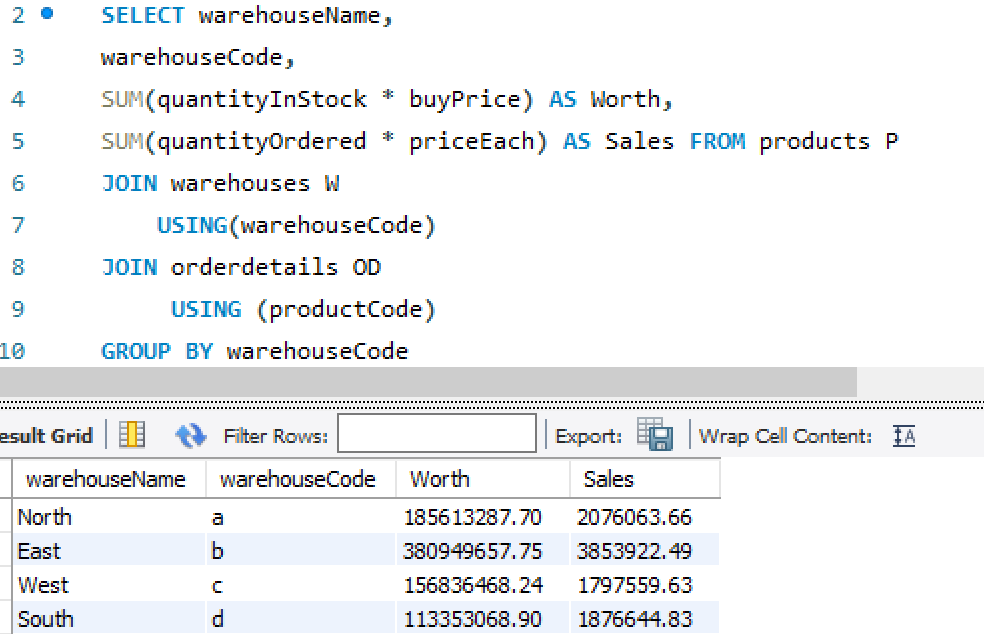 2 SELECT warehouseName,
3 warehouseCode,
4 SUM(quantityInStock * buyPrice) AS Worth,
5 SUM(quantityOrdered * priceEach) AS Sales FROM products P
6 JOIN warehouses W
7 USING(warehouseCode)
8 JOIN orderdetails OD
9 USING (productCode)
10 GROUP BY warehouseCode
esult Grid Filter Rows: Export: Wrap Cell Content: IA
warehouseName warehouseCode Worth Sales
North a 185613287.70 2076063.66
East b 380949657.75 3853922.49
West c 156836468.24 1797559.63
South d 113353068.90 1876644.83